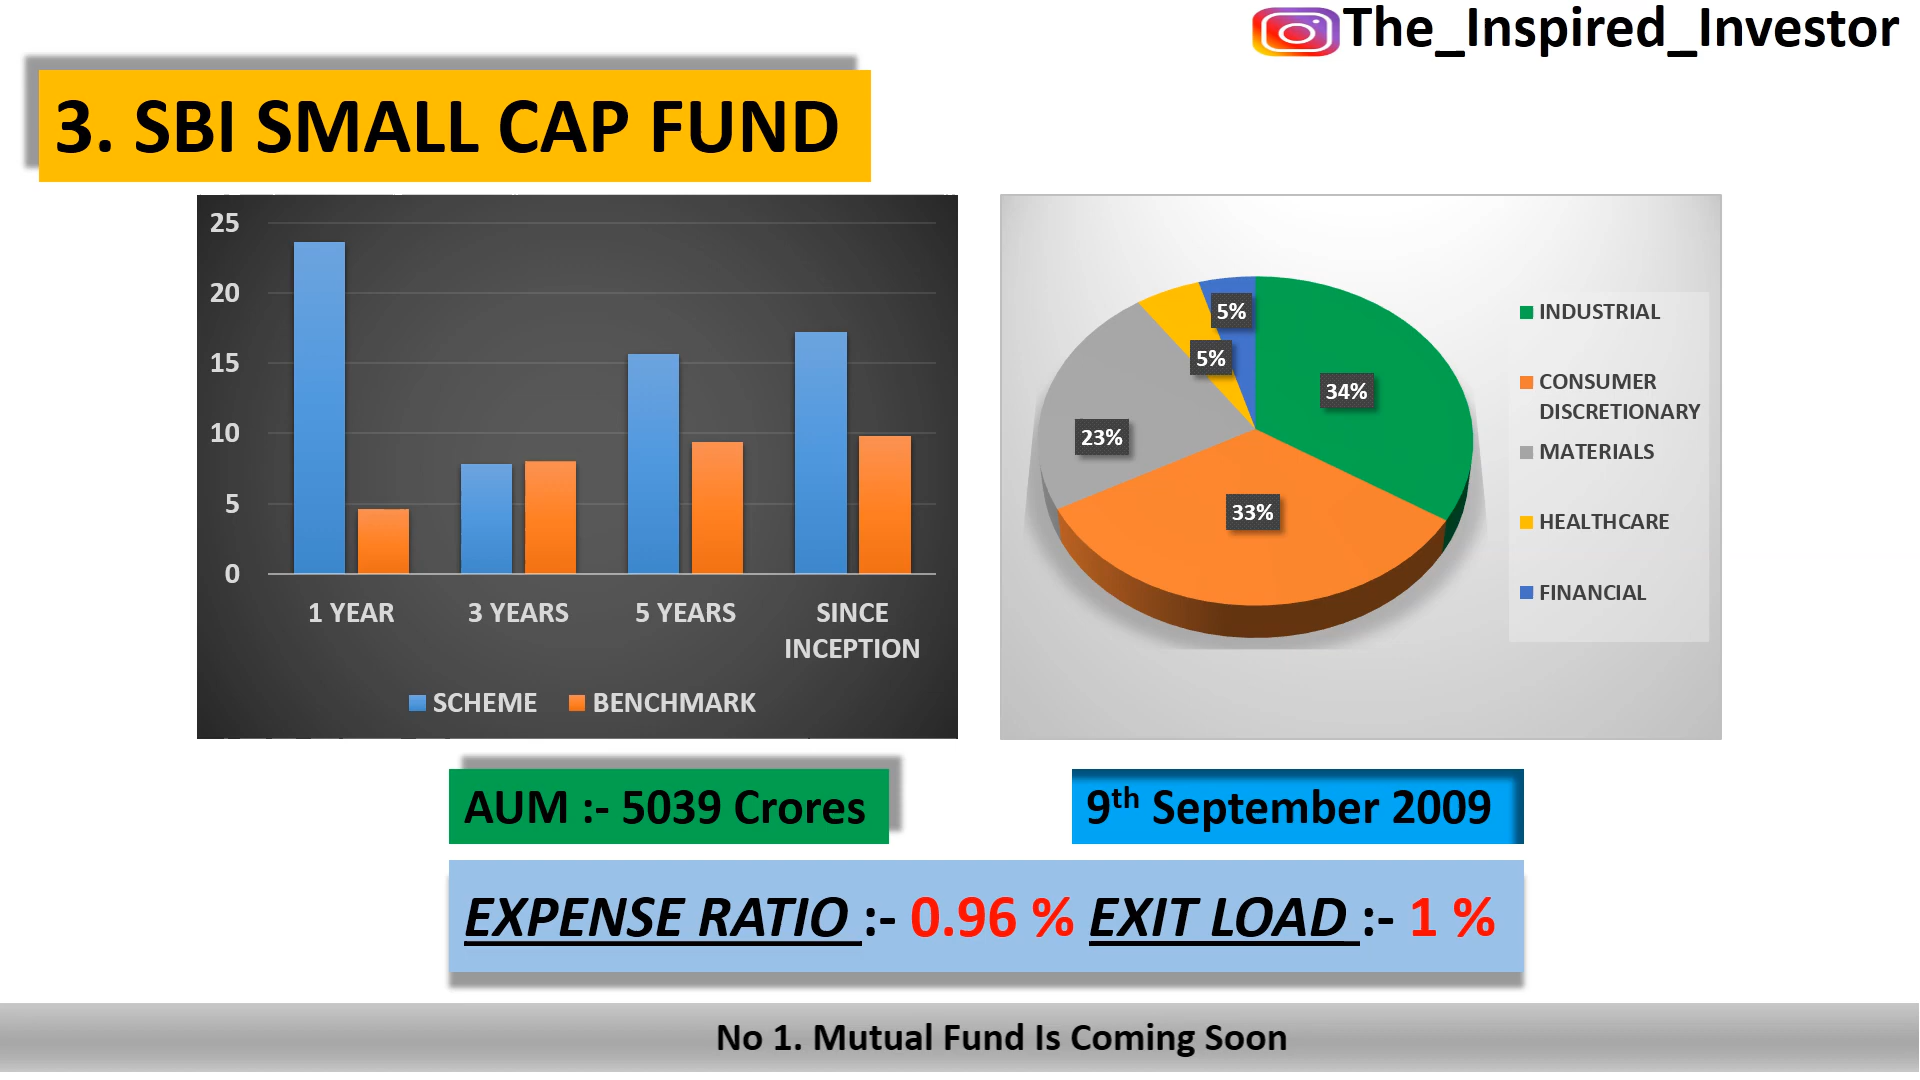 The_Inspired_Investor
3. SBI SMALL CAP FUND
25
20
15
10
5
0
1 YEAR
3 YEARS
5 YEARS
SINCE
INCEPTION
SCHEME
BENCHMARK
5%
5%
34%
23%
33%
INDUSTRIAL
CONSUMER
DISCRETIONARY
MATERIALS
HEALTHCARE
FINANCIAL
AUM :- 5039 Crores
9th September 2009
EXPENSE RATIO :- 0.96 % EXIT LOAD :- 1 %
No 1. Mutual Fund Is Coming Soon